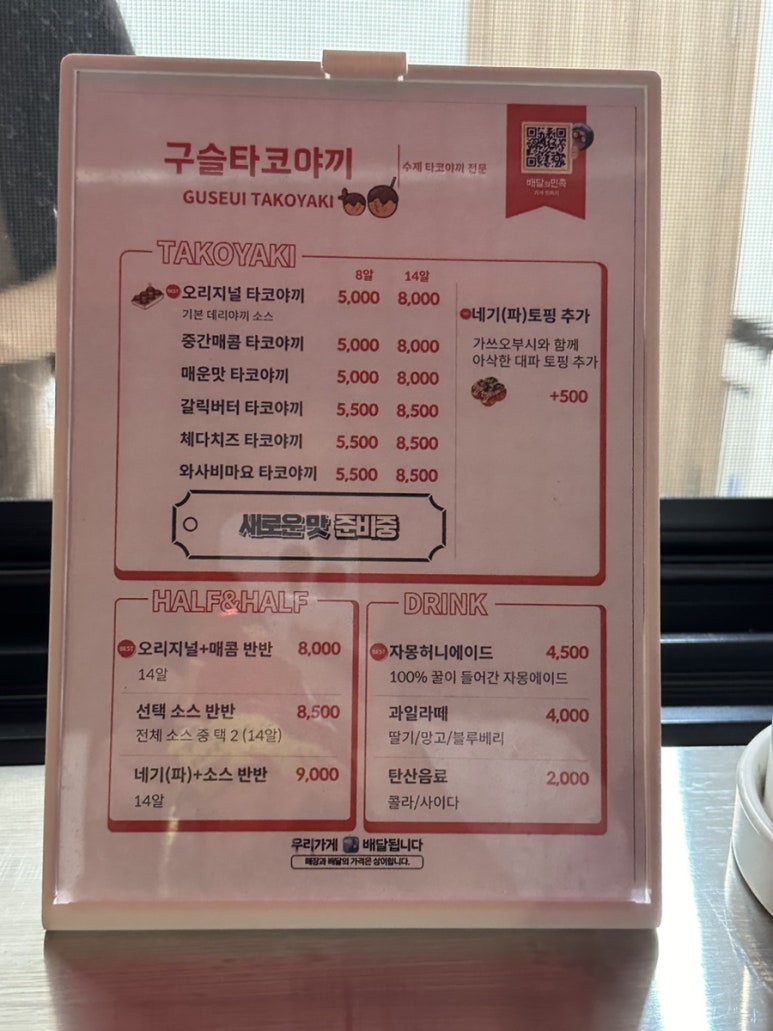 구슬타코야끼
수제 타코야끼 전문
GUSEUI TAKOYAKI
배달의민족
TAKOYAKI
8알 14알
BEST 오리지널 타코야끼 5,000 8,000
기본 데리야끼 소스
중간매콤 타코야끼 5,000 8,000
매운맛 타코야끼 5,000 8,000
갈릭버터 타코야끼 5,500 8,500
체다치즈 타코야끼 5,500 8,500
와사비마요 타코야끼 5,500 8,500
새로운맛 준비중
네기(파)토핑 추가
가쓰오부시와 함께
아삭한 대파 토핑 추가
+500
HALF&HALF
BEST 오리지널+매콤 반반 8,000
14알
선택 소스 반반 8,500
전체 소스 중 택 2 (14알)
네기(파)+소스 반반 9,000
14알
DRINK
BEST 자몽허니에이드 4,500
100% 꿀이 들어간 자몽에이드
과일라떼 4,000
딸기/망고/블루베리
탄산음료 2,000
콜라/사이다
우리가게 배달됩니다
매장과 배달의 가격은 상이합니다.